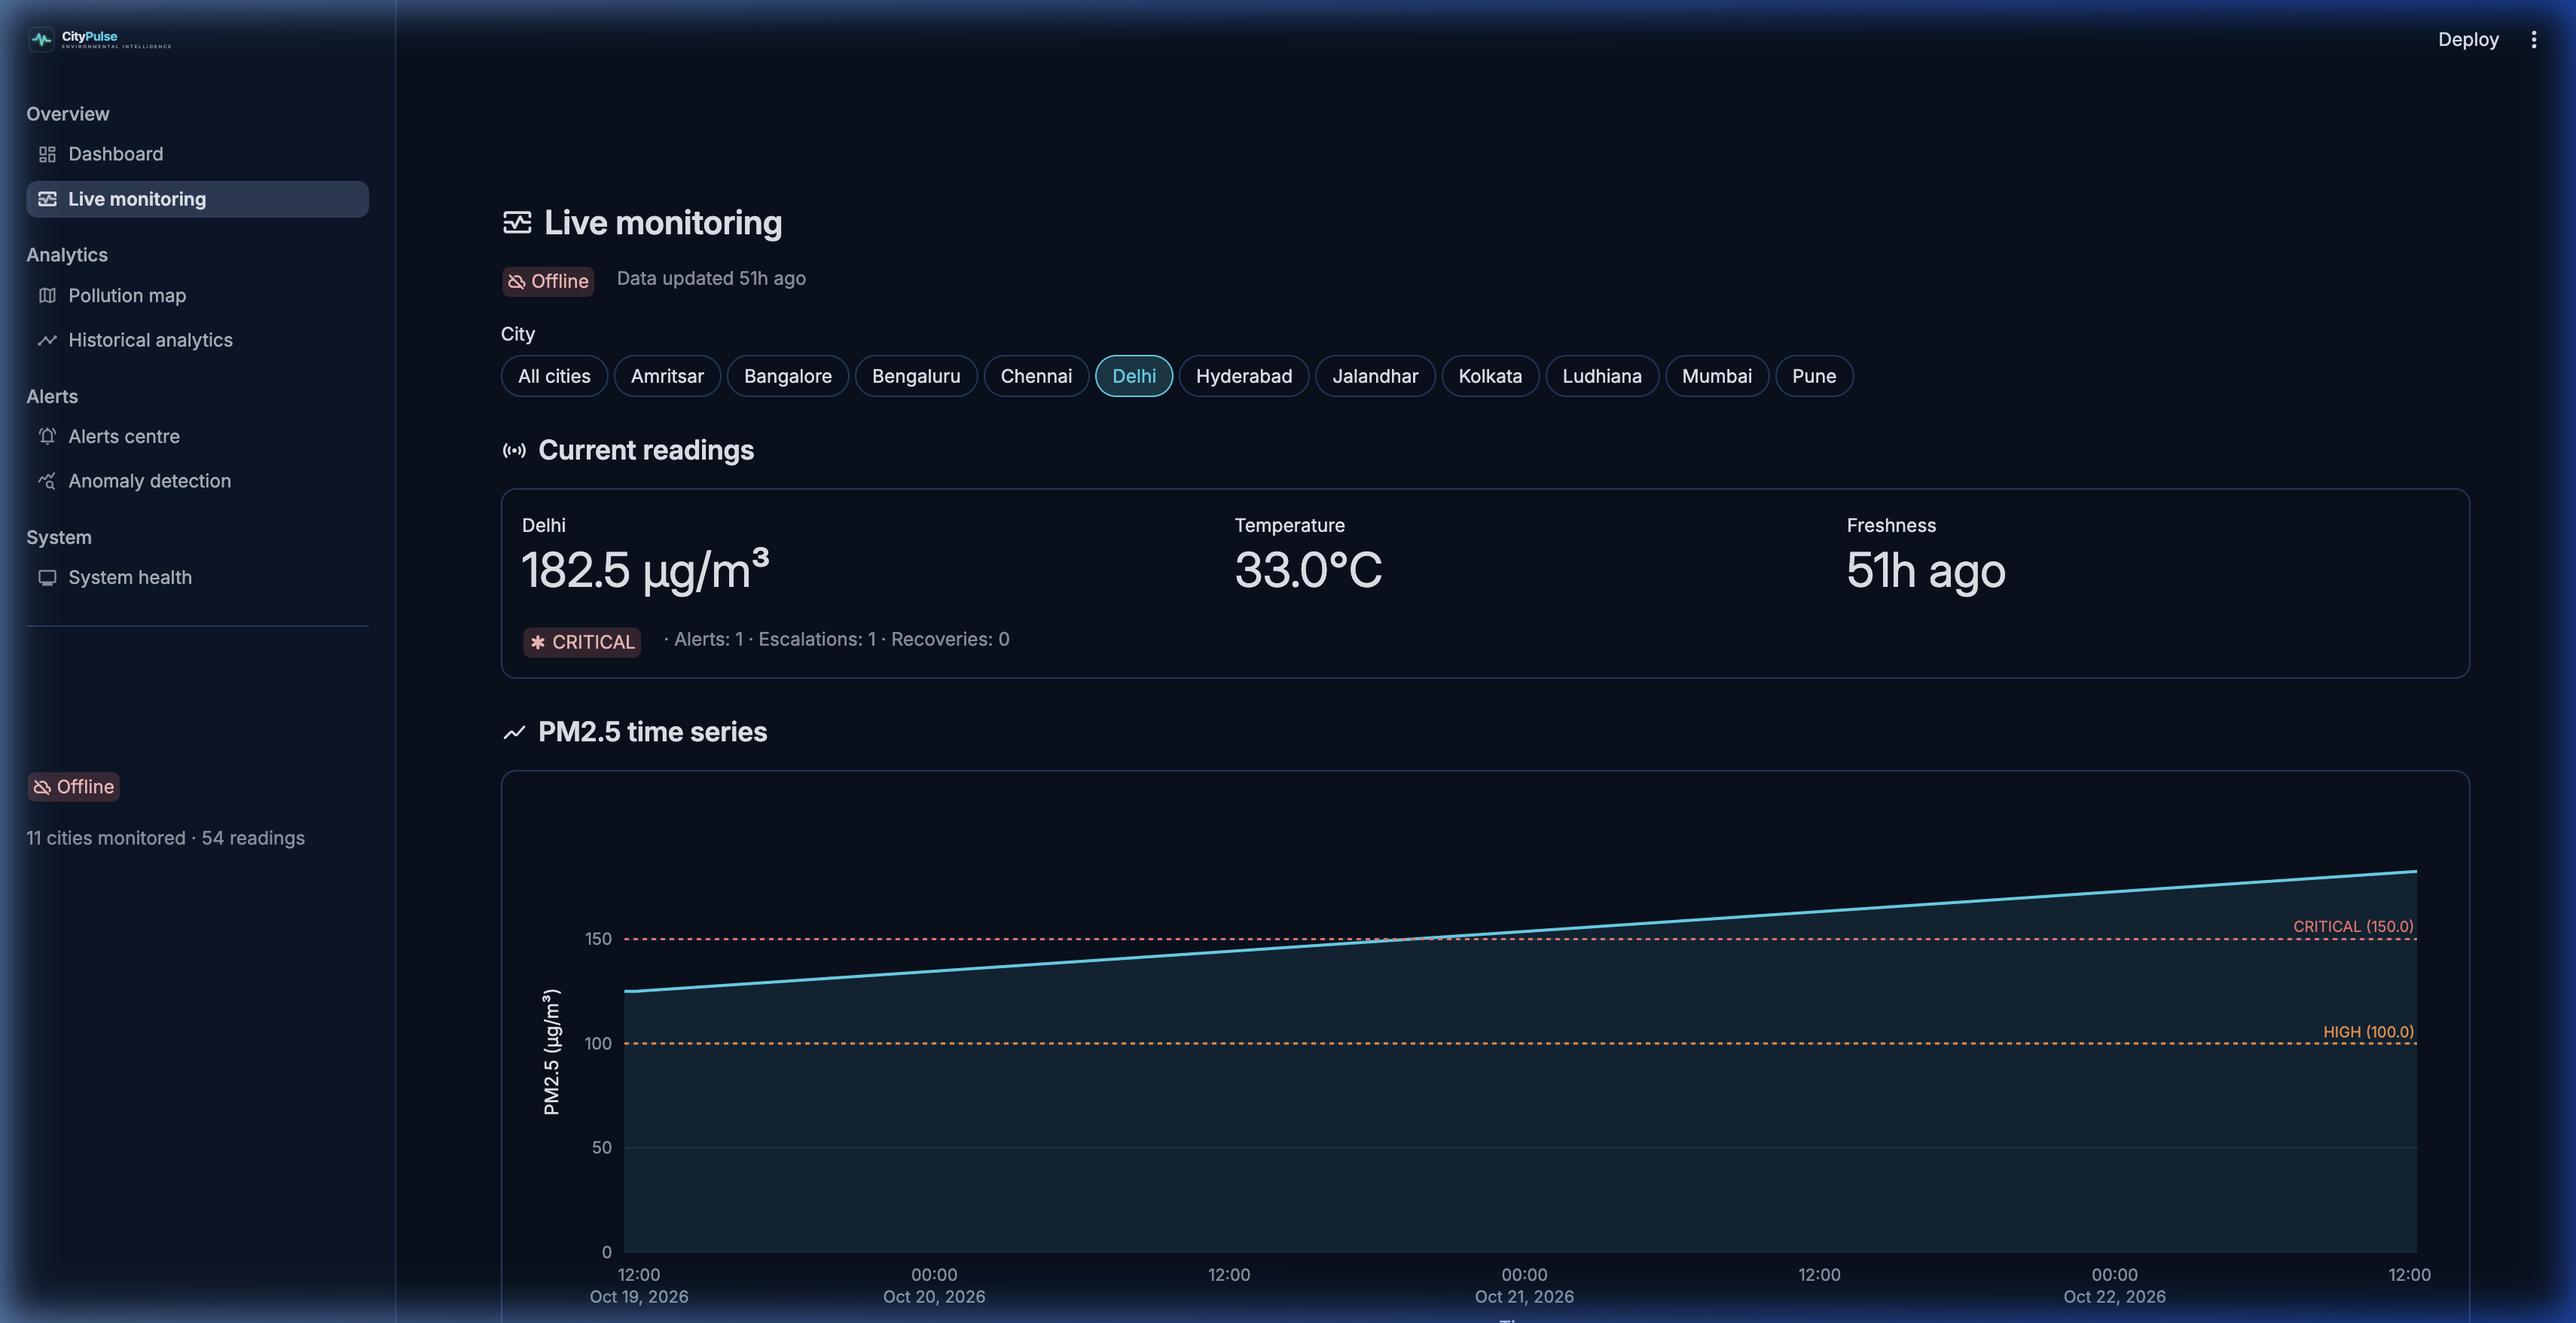 CityPulse
ENVIRONMENTAL INTELLIGENCE
Deploy
Overview
Dashboard
Live monitoring
Analytics
Pollution map
Historical analytics
Alerts
Alerts centre
Anomaly detection
System
System health
Offline
11 cities monitored · 54 readings
Live monitoring
Offline Data updated 51h ago
City
All cities Amritsar Bangalore Bengaluru Chennai Delhi Hyderabad Jalandhar Kolkata Ludhiana Mumbai Pune
Current readings
Delhi Temperature Freshness
182.5 µg/m³ 33.0°C 51h ago
CRITICAL · Alerts: 1 · Escalations: 1 · Recoveries: 0
PM2.5 time series
CRITICAL (150.0)
150
HIGH (100.0)
100
PM2.5 (µg/m³)
50
0
12:00 00:00 12:00 00:00 12:00 00:00 12:00
Oct 19, 2026 Oct 20, 2026 Oct 21, 2026 Oct 22, 2026